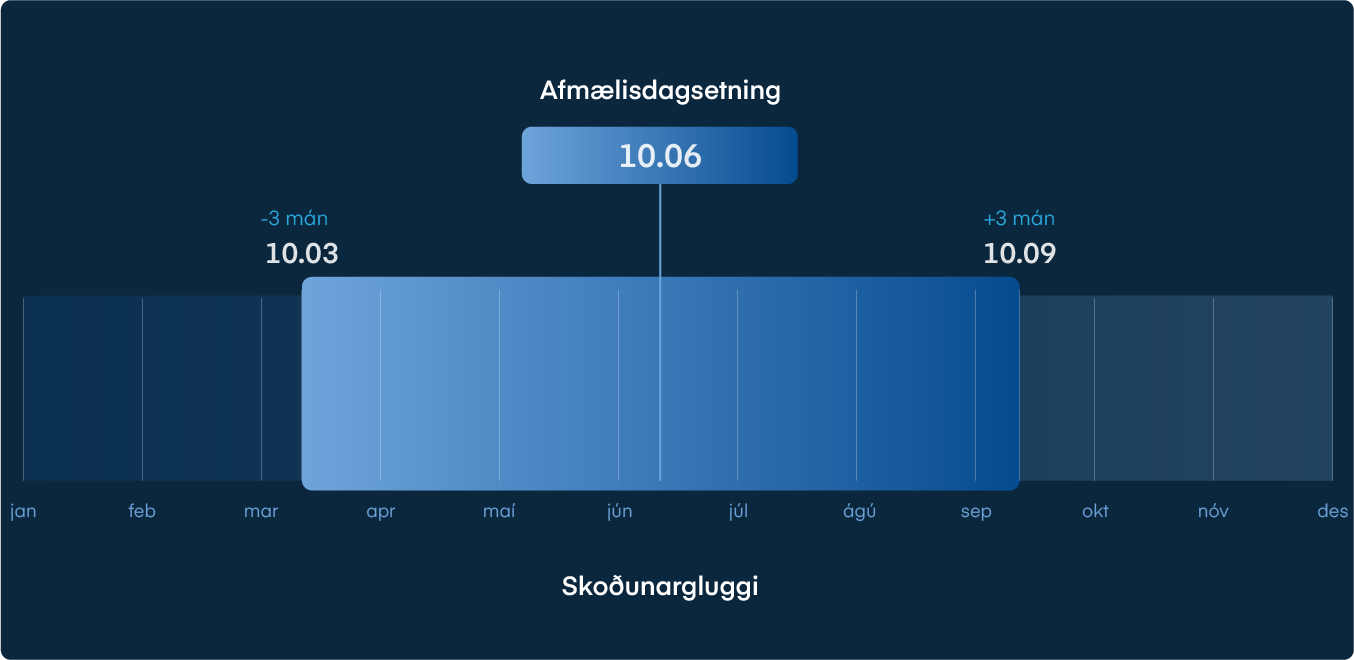 Afmælisdagsetning
10.06
-3 mán
10.03
+3 mán
10.09
jan feb mar apr maí jún júl ágú sep okt nóv des
Skoðunargluggi